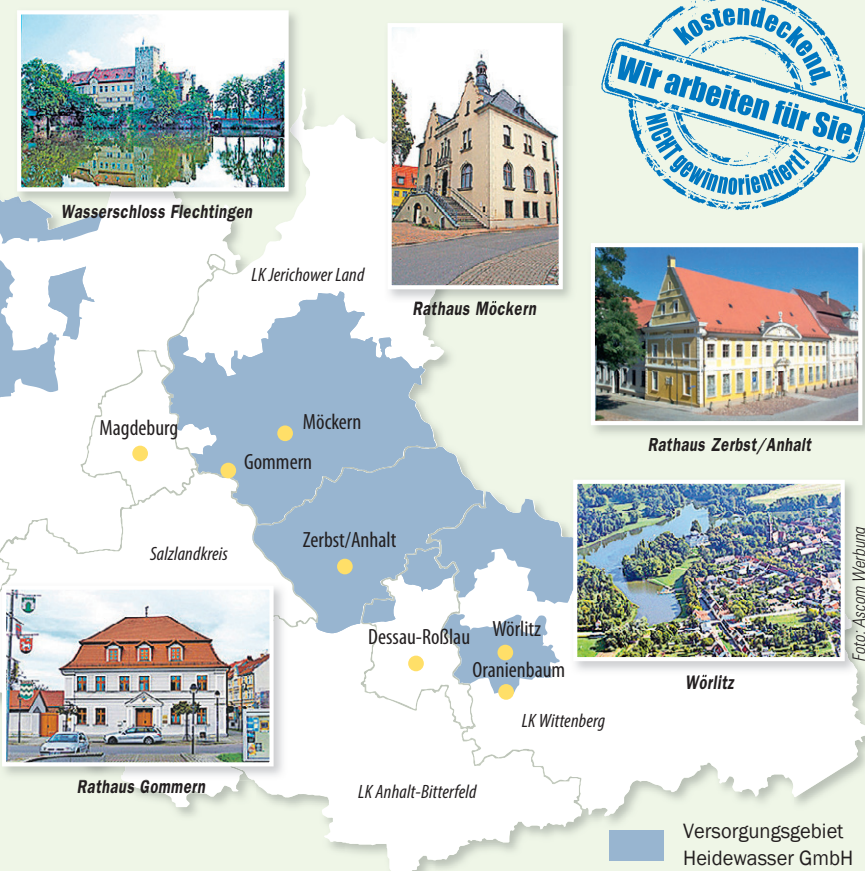 kostendeckend,
Wir arbeiten für Sie
NICHT gewinnorientiert!
Wasserschloss Flechtingen
Rathaus Möckern
LK Jerichower Land
Rathaus Zerbst/Anhalt
Magdeburg
Möckern
Gommern
Salzlandkreis
Zerbst/Anhalt
Foto: Ascom Werbung
Dessau-Roßlau
Wörlitz
Oranienbaum
Wörlitz
LK Wittenberg
Rathaus Gommern
LK Anhalt-Bitterfeld
Versorgungsgebiet
Heidewasser GmbH